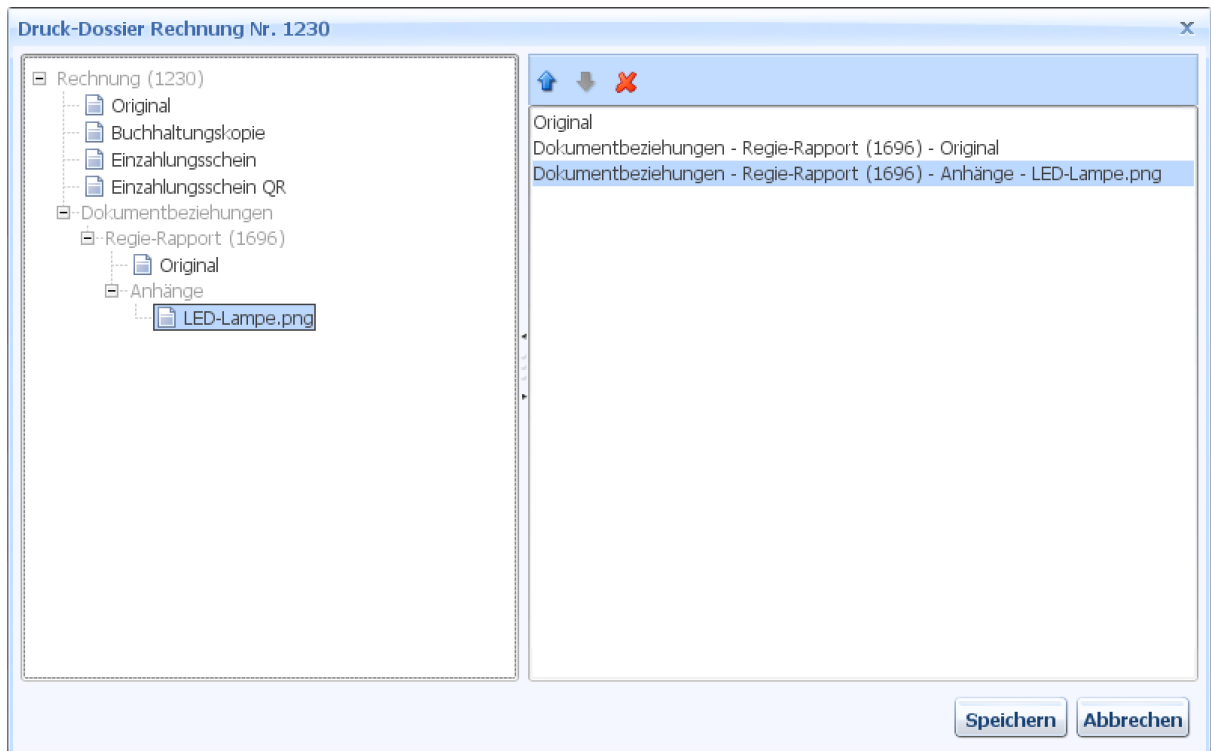 Druck-Dossier Rechnung Nr. 1230
Rechnung (1230)
Original
Buchhaltungskopie
Einzahlungsschein
Einzahlungsschein QR
Dokumentbeziehungen
Regie-Rapport (1696)
Original
Anhänge
LED-Lampe.png
Original
Dokumentbeziehungen - Regie-Rapport (1696) - Original
Dokumentbeziehungen - Regie-Rapport (1696) - Anhänge - LED-Lampe.png
Speichern Abbrechen